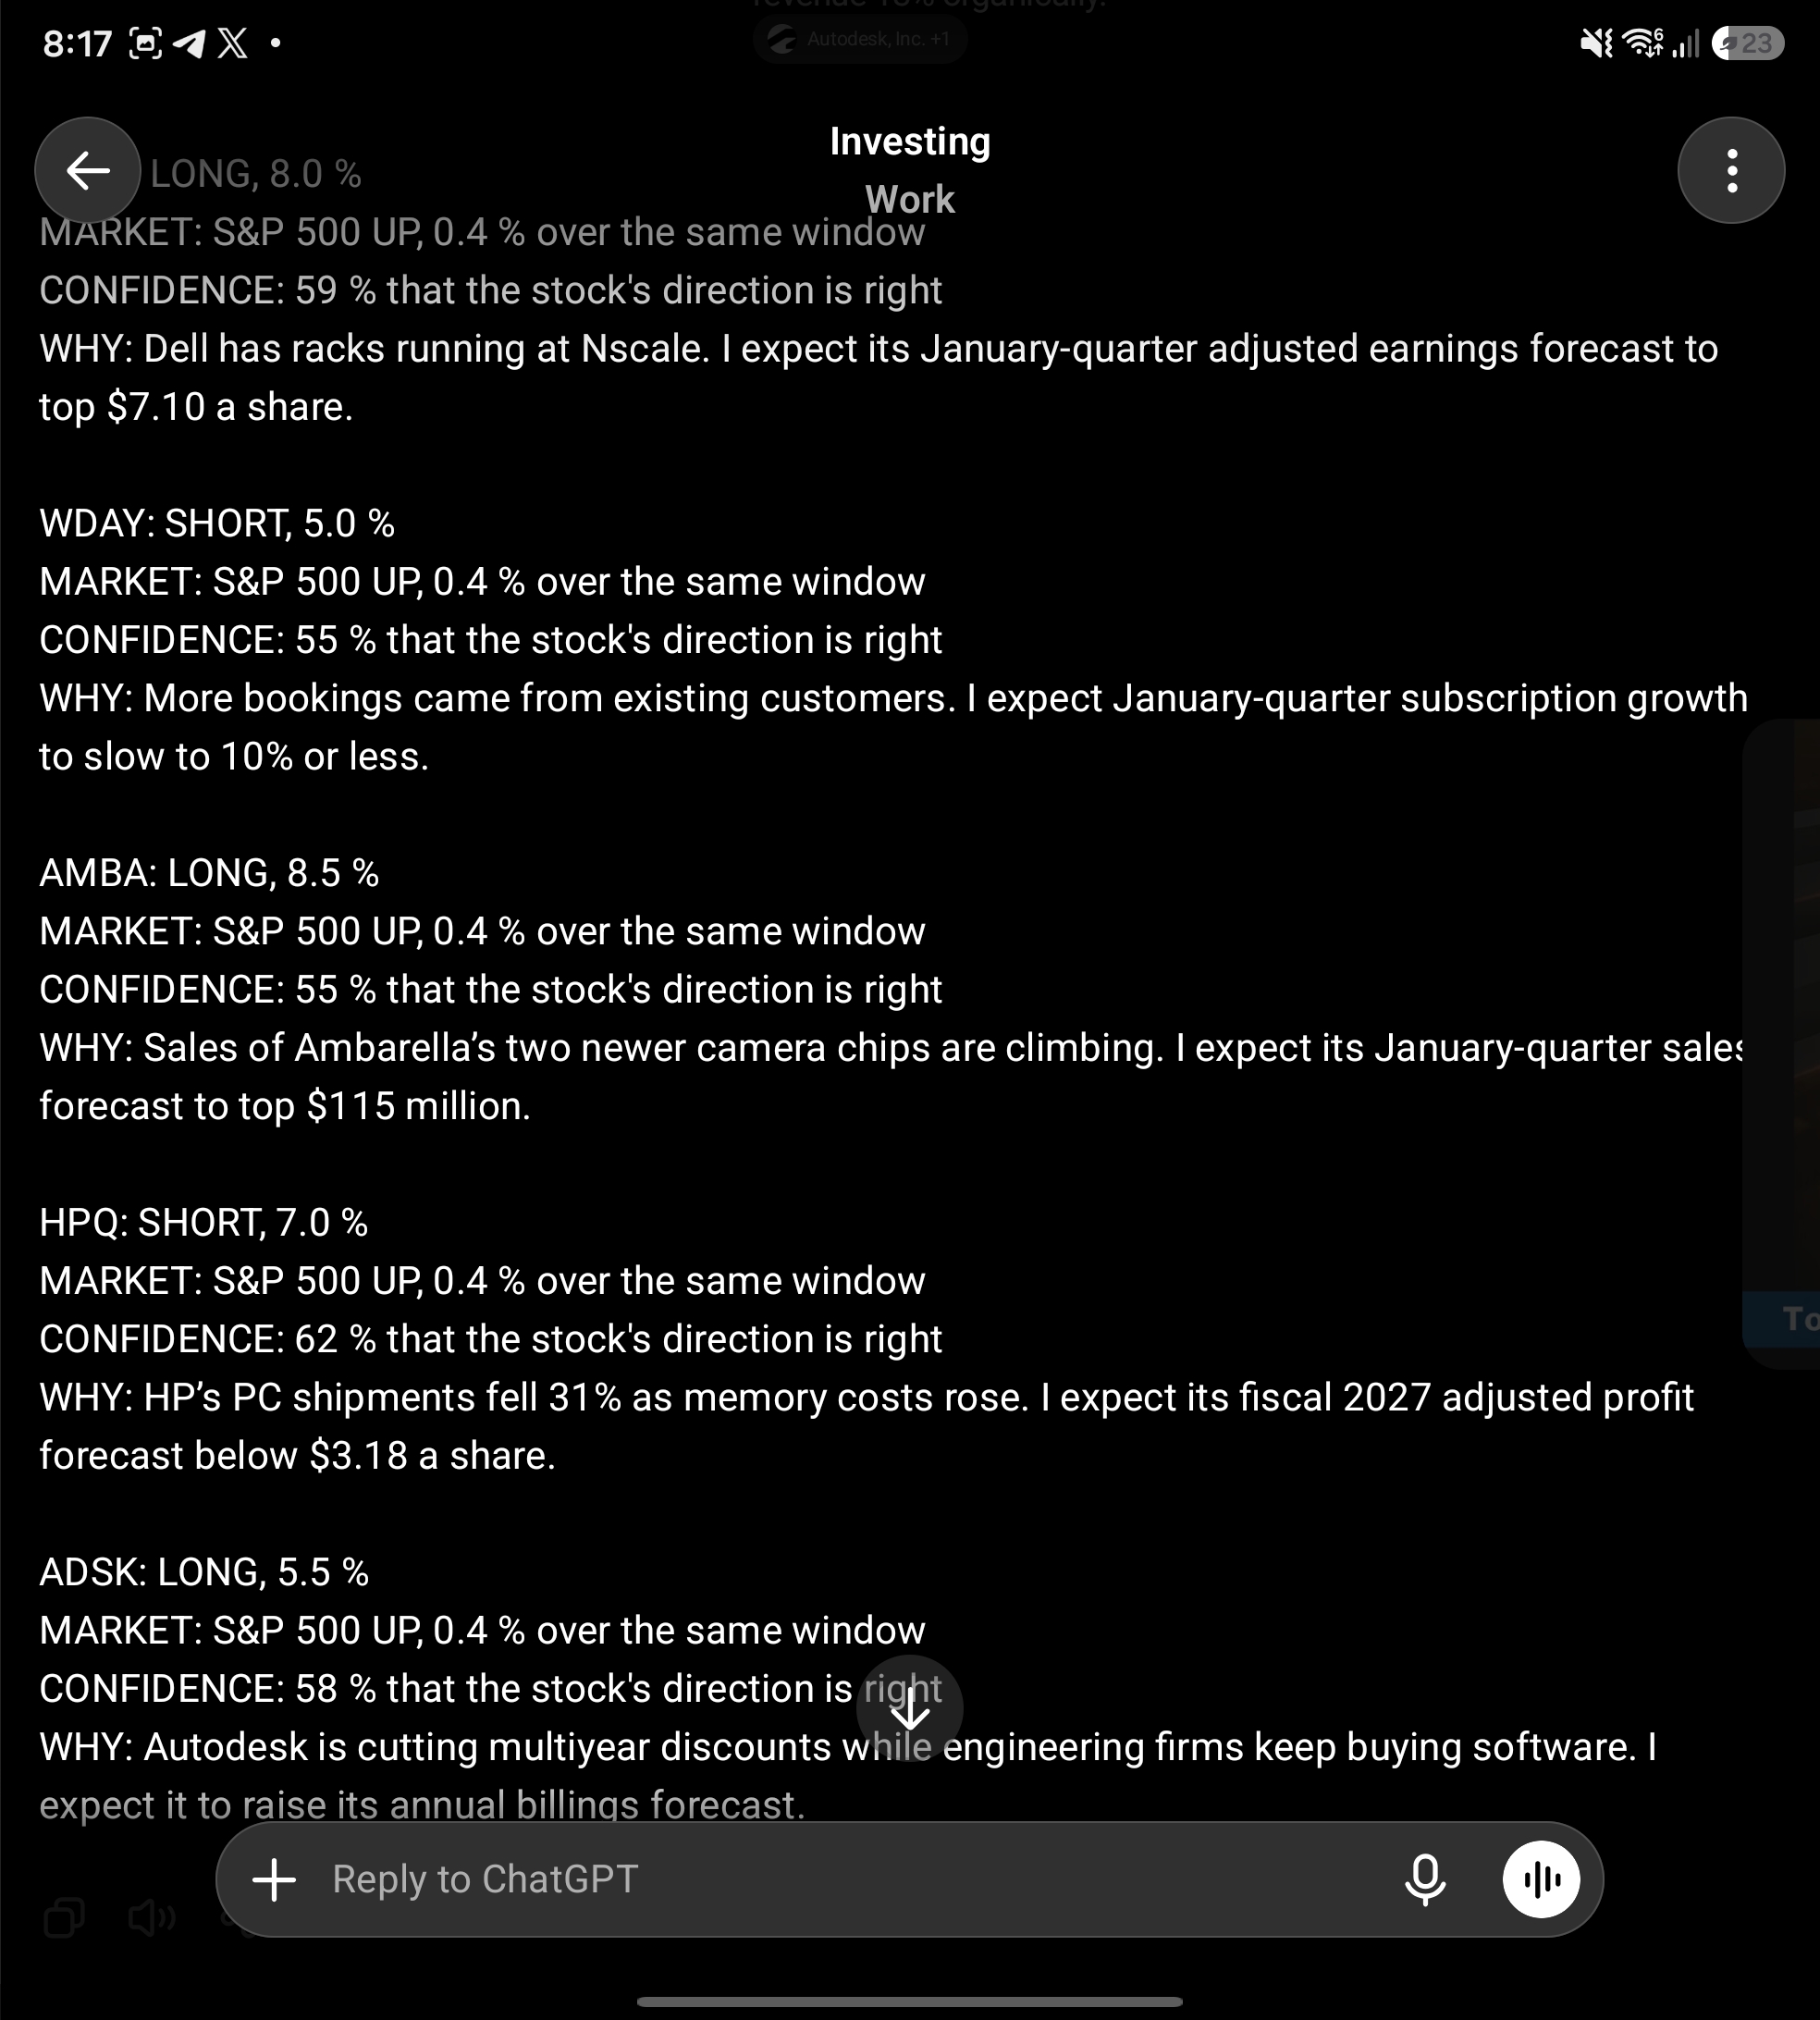 revenue 10% organically.
8:17
23
Autodesk, Inc. +1
Investing
Work
LONG, 8.0 %
MARKET: S&P 500 UP, 0.4 % over the same window
CONFIDENCE: 59 % that the stock's direction is right
WHY: Dell has racks running at Nscale. I expect its January-quarter adjusted earnings forecast to
top $7.10 a share.
WDAY: SHORT, 5.0 %
MARKET: S&P 500 UP, 0.4 % over the same window
CONFIDENCE: 55 % that the stock's direction is right
WHY: More bookings came from existing customers. I expect January-quarter subscription growth
to slow to 10% or less.
AMBA: LONG, 8.5 %
MARKET: S&P 500 UP, 0.4 % over the same window
CONFIDENCE: 55 % that the stock's direction is right
WHY: Sales of Ambarella’s two newer camera chips are climbing. I expect its January-quarter sales
forecast to top $115 million.
HPQ: SHORT, 7.0 %
MARKET: S&P 500 UP, 0.4 % over the same window
CONFIDENCE: 62 % that the stock's direction is right
WHY: HP’s PC shipments fell 31% as memory costs rose. I expect its fiscal 2027 adjusted profit
forecast below $3.18 a share.
To
ADSK: LONG, 5.5 %
MARKET: S&P 500 UP, 0.4 % over the same window
CONFIDENCE: 58 % that the stock's direction is right
WHY: Autodesk is cutting multiyear discounts while engineering firms keep buying software. I
expect it to raise its annual billings forecast.
Reply to ChatGPT